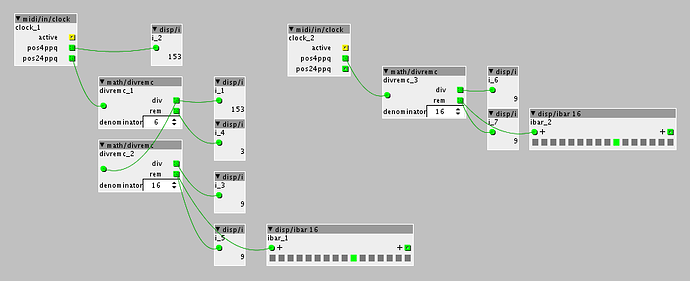 ▼ midi/in/clock
clock_1
active
pos4ppq
pos24ppq
▼ disp/i
i_2
153
▼ math/divremc
divremc_1
div
rem
denominator 6
▼ disp/i
i_1
153
▼ disp/i
i_4
3
▼ math/divremc
divremc_2
div
rem
denominator 16
▼ disp/i
i_3
9
▼ disp/i
i_5
9
▼ disp/ibar 16
ibar_1
+
▼ midi/in/clock
clock_2
active
pos4ppq
pos24ppq
▼ math/divremc
divremc_3
div
rem
denominator 16
▼ disp/i
i_6
9
▼ disp/i
i_7
9
▼ disp/ibar 16
ibar_2
+